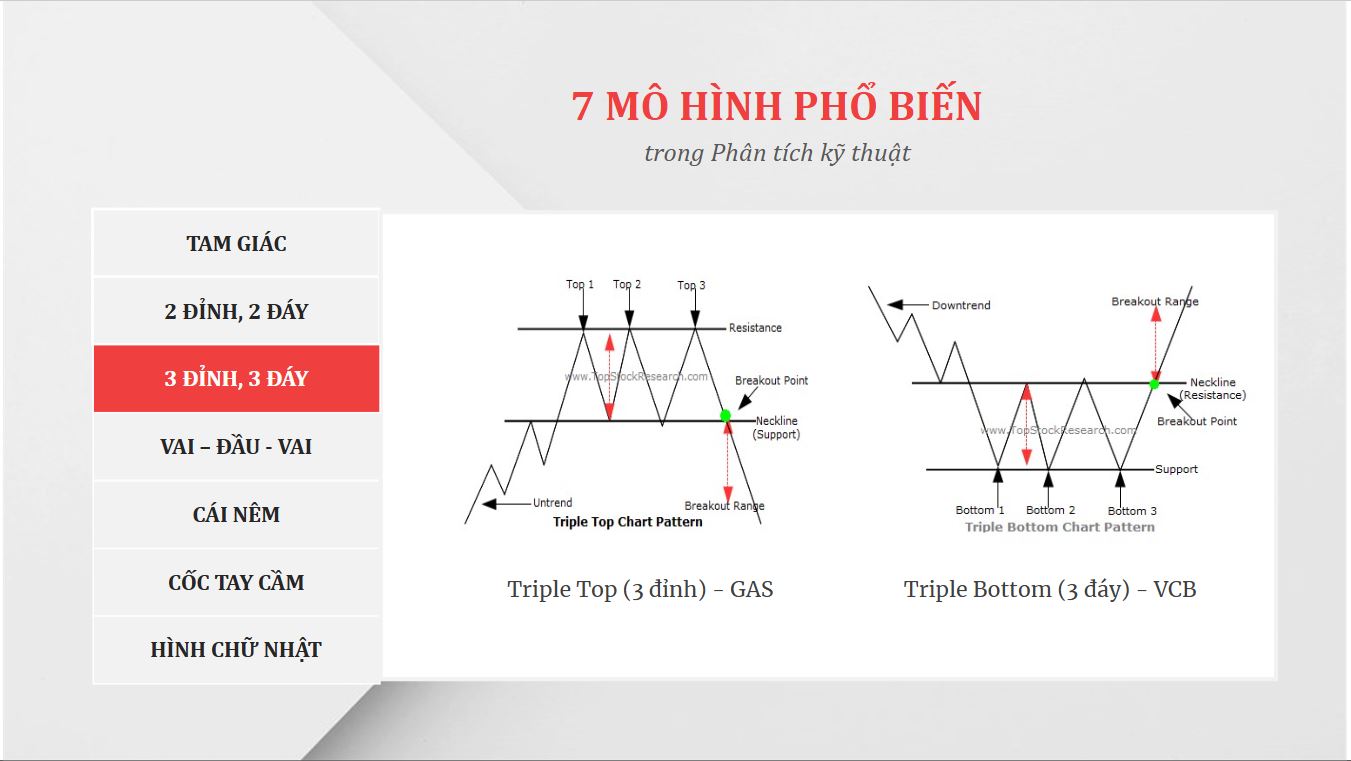 7 MÔ HÌNH PHỔ BIẾN
trong Phân tích kỹ thuật
TAM GIÁC
2 ĐỈNH, 2 ĐÁY
3 ĐỈNH, 3 ĐÁY
VAI – ĐẦU - VAI
CÁI NÊM
CỐC TAY CẦM
HÌNH CHỮ NHẬT
Top 1
Top 2
Top 3
Resistance
www.TopStockResearch.com
Breakout Point
Neckline
(Support)
Untrend
Breakout Range
Triple Top Chart Pattern
Triple Top (3 đỉnh) - GAS
Downtrend
Breakout Range
Neckline
(Resistance)
Breakout Point
www.TopStockResearch.com
Support
Bottom 1
Bottom 2
Bottom 3
Triple Bottom Chart Pattern
Triple Bottom (3 đáy) - VCB